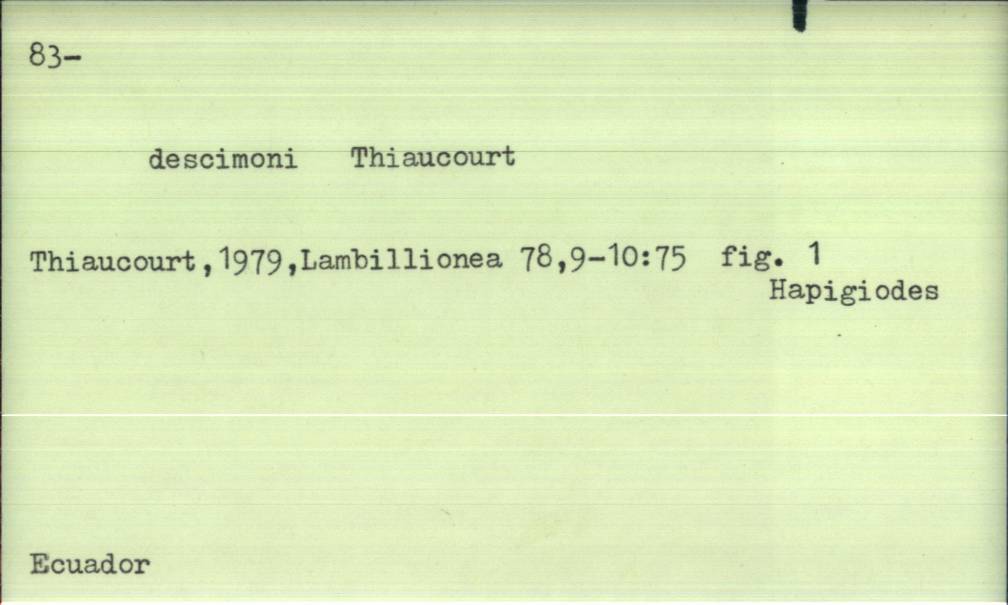 83-
descimoni Thiaucourt
Thiaucourt,1979,Lambillionea 78,9-10:75 fig. 1
Hapigiodes
Ecuador